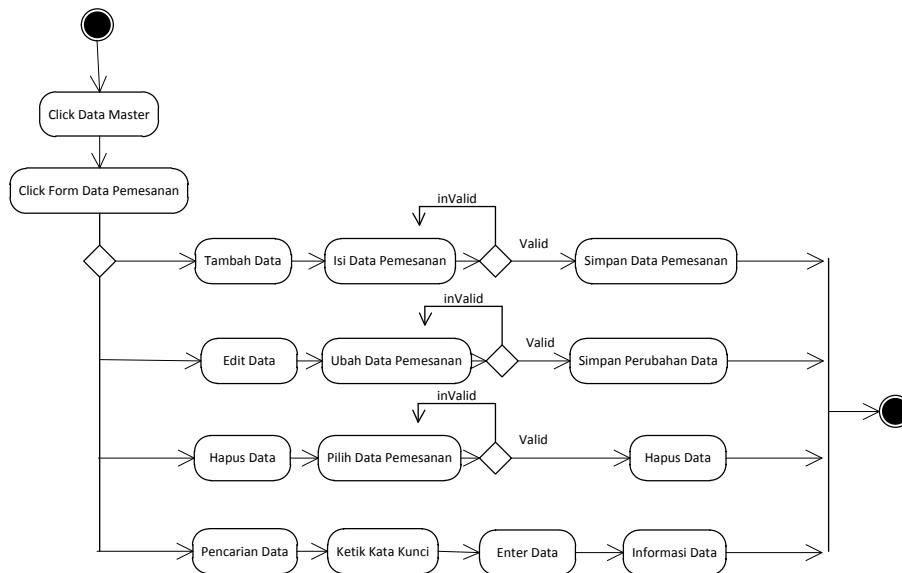 Click Data Master
Click Form Data Pemesanan
inValid
Tambah Data
Isi Data Pemesanan
Valid
Simpan Data Pemesanan
inValid
Edit Data
Ubah Data Pemesanan
Valid
Simpan Perubahan Data
inValid
Hapus Data
Pilih Data Pemesanan
Valid
Hapus Data
Pencarian Data
Ketik Kata Kunci
Enter Data
Informasi Data